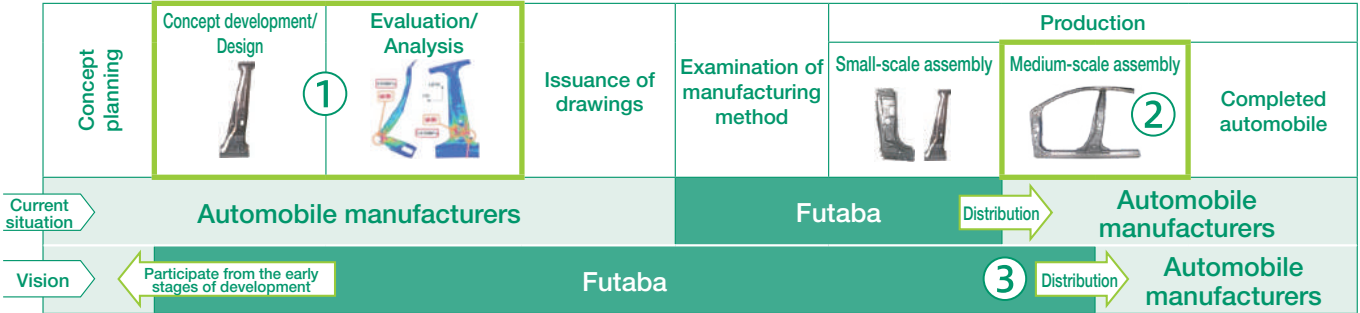 Concept
planning
Concept development/
Design
①
Evaluation/
Analysis
Issuance of
drawings
Examination of
manufacturing
method
Production
Small-scale assembly
Medium-scale assembly
②
Completed
automobile
Current
situation
Automobile manufacturers
Futaba
Distribution
Automobile
manufacturers
Vision
Participate from the early
stages of development
Futaba
③
Distribution
Automobile
manufacturers